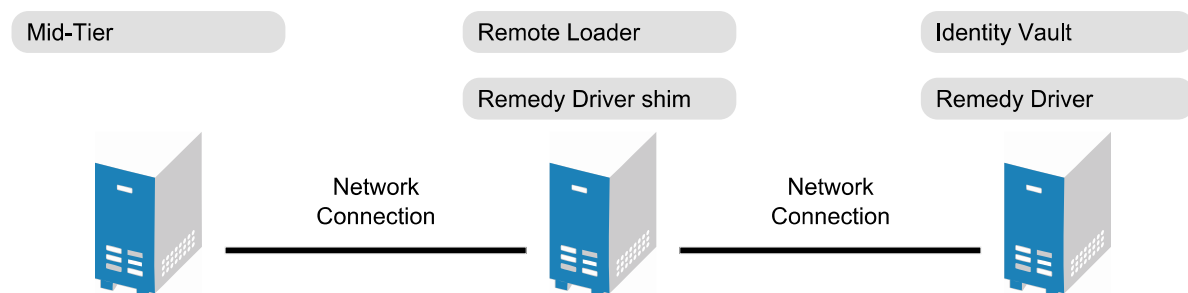 Mid-Tier
Remote Loader
Identity Vault
Remedy Driver shim
Remedy Driver
Network
Connection
Network
Connection